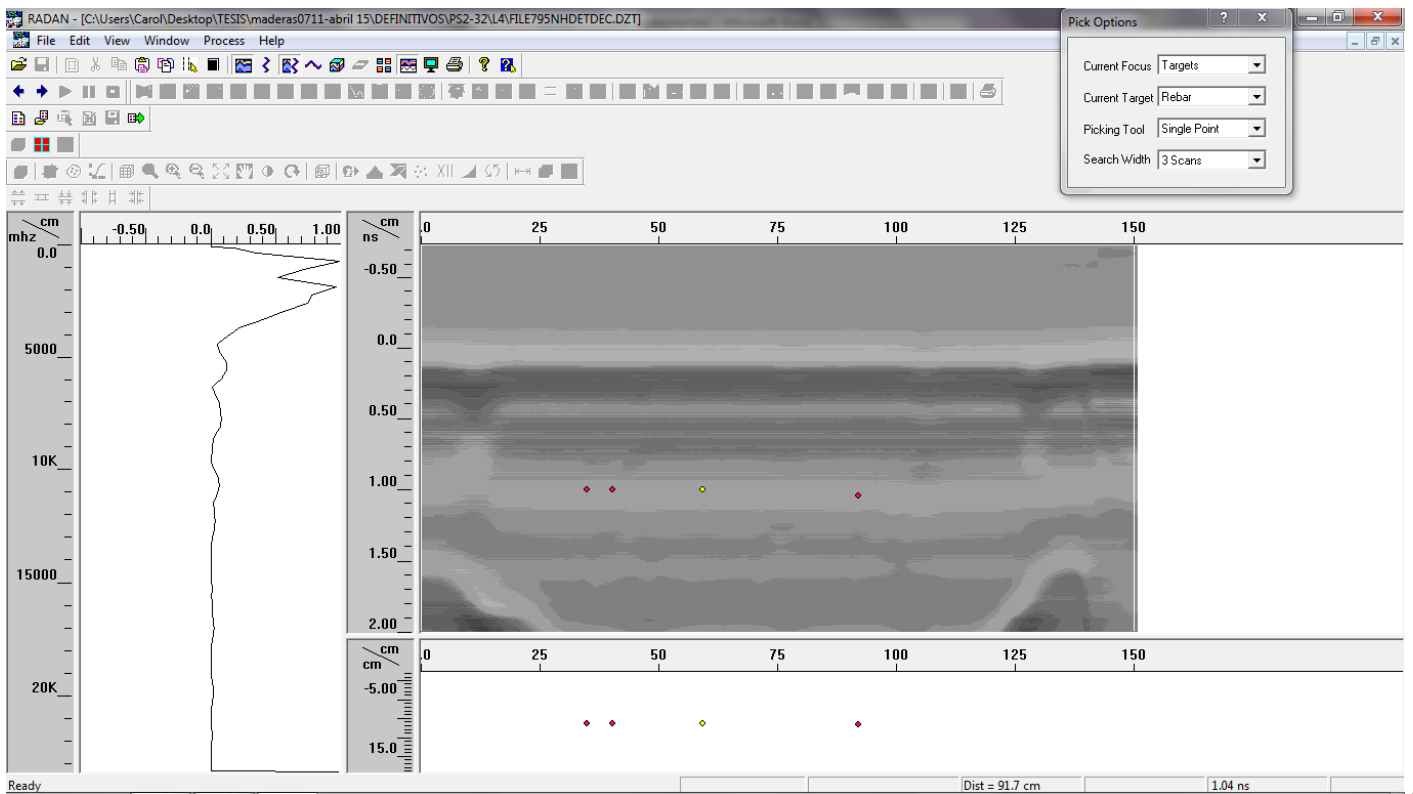 RADAN - [C:\Users\Carol\Desktop\TESIS\maderas0711-abril 15\DEFINITIVOS\PS2-32\L4\FILE795NHDETDEC.DZT]
Pick Options
File Edit View Window Process Help
Current Focus Targets
Current Target Rebar
Picking Tool Single Point
Search Width 3 Scans
cm
mhz
-0.50 0.0 0.50 1.00
0.0
5000
10K
15000
20K
cm
ns
.0 25 50 75 100 125 150
-0.50
0.0
0.50
1.00
1.50
2.00
cm
cm
.0 25 50 75 100 125 150
-5.00
15.0
Ready Dist = 91.7 cm 1.04 ns